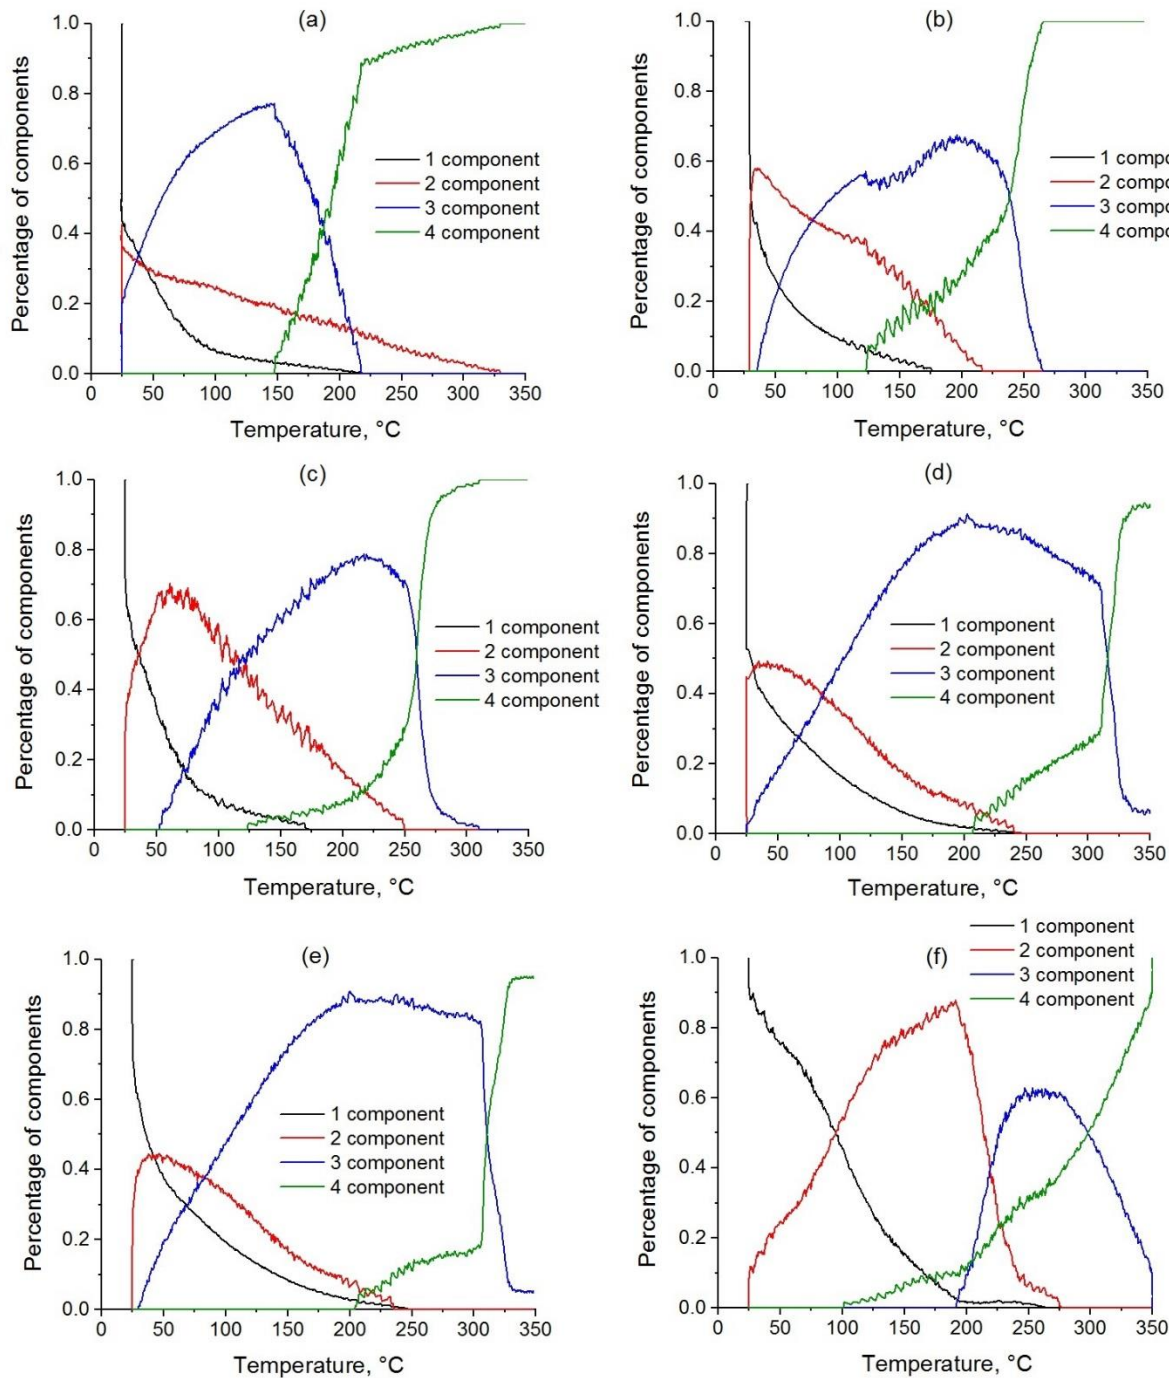 (a)
1.0
0.8
0.6
0.4
0.2
0.0
Percentage of components
1 component
2 component
3 component
4 component
0 50 100 150 200 250 300 350
Temperature, °C
(b)
1.0
0.8
0.6
0.4
0.2
0.0
Percentage of components
1 compo
2 compo
3 compo
4 compo
0 50 100 150 200 250 300 350
Temperature, °C
(c)
1.0
0.8
0.6
0.4
0.2
0.0
Percentage of components
1 component
2 component
3 component
4 component
0 50 100 150 200 250 300 350
Temperature, °C
(d)
1.0
0.8
0.6
0.4
0.2
0.0
Percentage of components
1 component
2 component
3 component
4 component
0 50 100 150 200 250 300 350
Temperature, °C
(e)
1.0
0.8
0.6
0.4
0.2
0.0
Percentage of components
1 component
2 component
3 component
4 component
0 50 100 150 200 250 300 350
Temperature, °C
(f)
1 component
2 component
3 component
4 component
1.0
0.8
0.6
0.4
0.2
0.0
Percentage of components
0 50 100 150 200 250 300 350
Temperature, °C